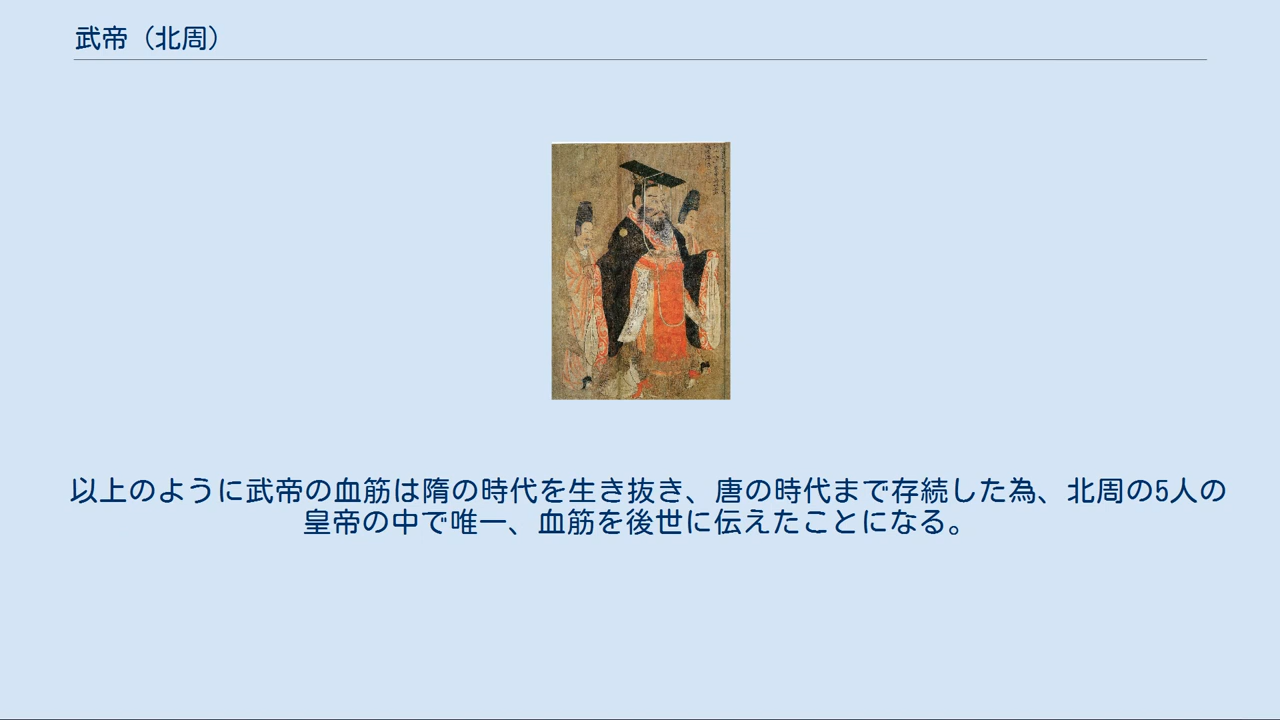 武帝（北周）
以上のように武帝の血筋は隋の時代を生き抜き、唐の時代まで存続した為、北周の5人の
皇帝の中で唯一、血筋を後世に伝えたことになる。